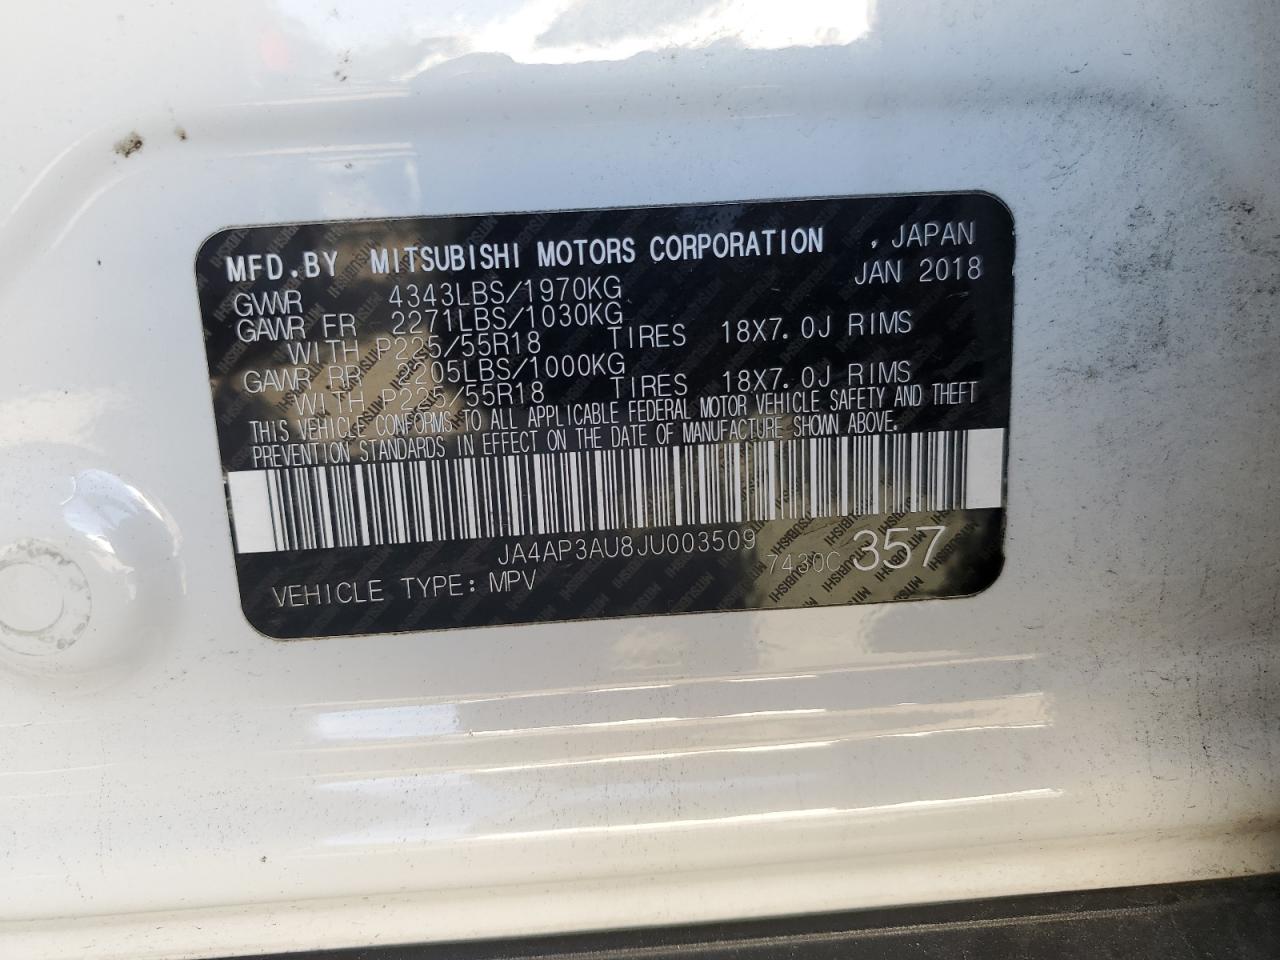 MFD.BY MITSUBISHI MOTORS CORPORATION , JAPAN
JAN 2018
GVWR 4343LBS/1970KG
GAWR FR 2271LBS/1030KG
WITH P225/55R18 TIRES 18X7.0J RIMS
GAWR RR 2205LBS/1000KG
WITH P225/55R18 TIRES 18X7.0J RIMS
THIS VEHICLE CONFORMS TO ALL APPLICABLE FEDERAL MOTOR VEHICLE SAFETY AND THEFT
PREVENTION STANDARDS IN EFFECT ON THE DATE OF MANUFACTURE SHOWN ABOVE.
JA4AP3AU8JU003509
7430C 357
VEHICLE TYPE: MPV